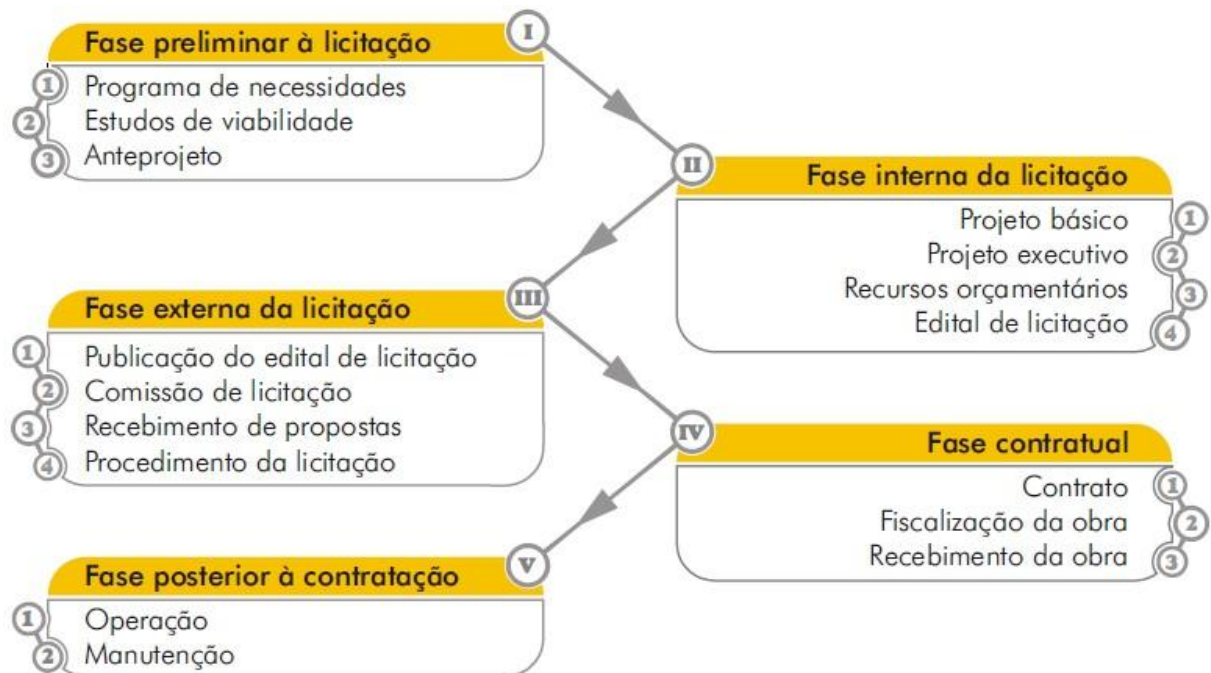 Fase preliminar à licitação
I
1 Programa de necessidades
2 Estudos de viabilidade
3 Anteprojeto
II
Fase interna da licitação
Projeto básico 1
Projeto executivo 2
Recursos orçamentários 3
Edital de licitação 4
Fase externa da licitação
III
1 Publicação do edital de licitação
2 Comissão de licitação
3 Recebimento de propostas
4 Procedimento da licitação
IV
Fase contratual
Contrato 1
Fiscalização da obra 2
Recebimento da obra 3
Fase posterior à contratação
V
1 Operação
2 Manutenção